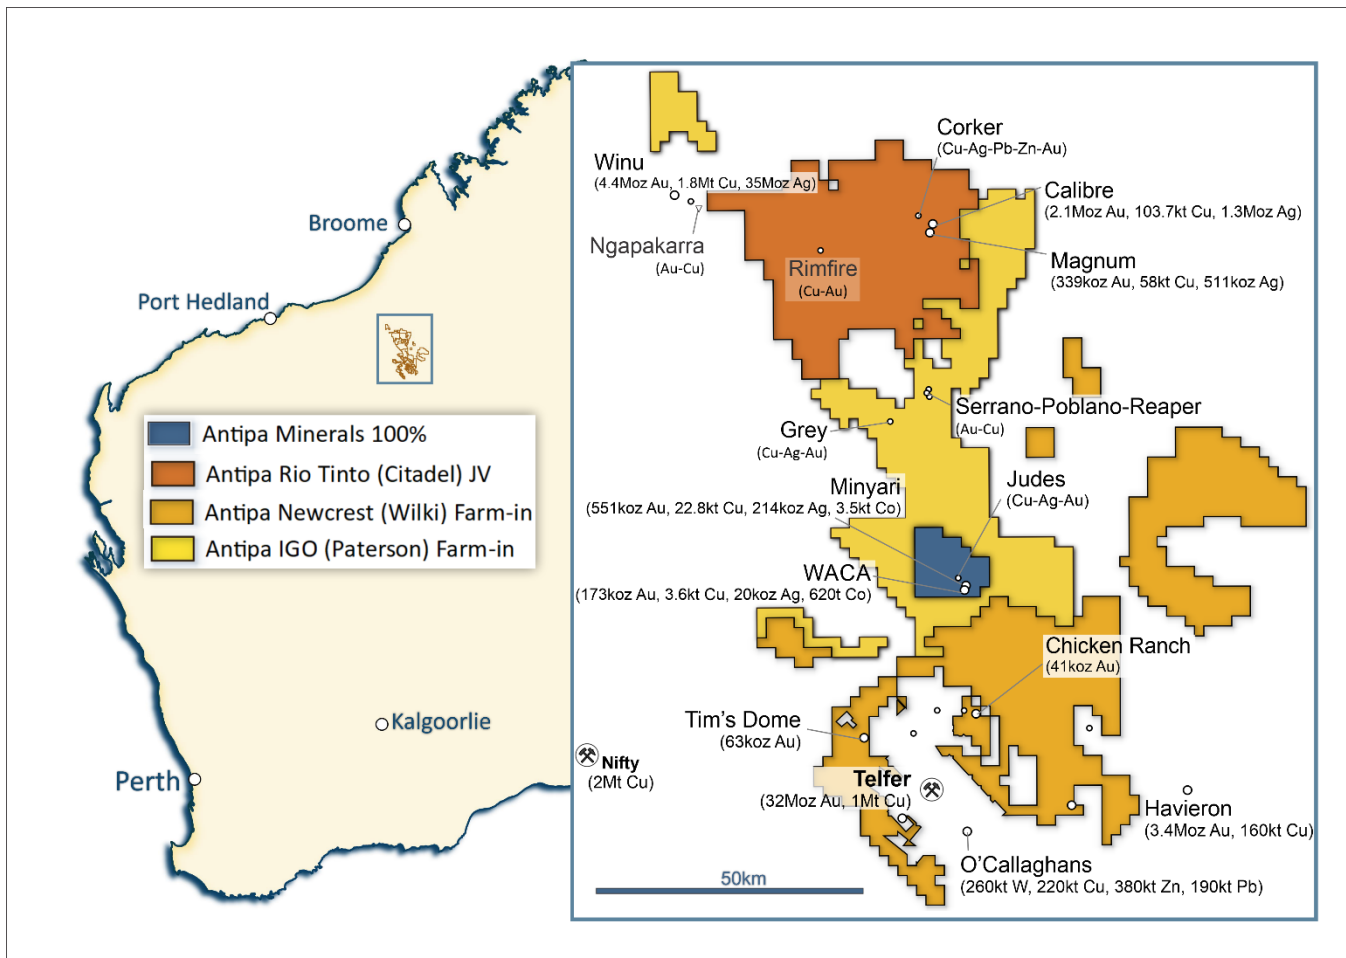 Broome
Port Hedland
Antipa Minerals 100%
Antipa Rio Tinto (Citadel) JV
Antipa Newcrest (Wilki) Farm-in
Antipa IGO (Paterson) Farm-in
Kalgoorlie
Perth
Corker
(Cu-Ag-Pb-Zn-Au)
Winu
(4.4Moz Au, 1.8Mt Cu, 35Moz Ag)
Calibre
(2.1Moz Au, 103.7kt Cu, 1.3Moz Ag)
Ngapakarra
(Au-Cu)
Rimfire
(Cu-Au)
Magnum
(339koz Au, 58kt Cu, 511koz Ag)
Serrano-Poblano-Reaper
(Au-Cu)
Grey
(Cu-Ag-Au)
Minyari
(551koz Au, 22.8kt Cu, 214koz Ag, 3.5kt Co)
Judes
(Cu-Ag-Au)
WACA
(173koz Au, 3.6kt Cu, 20koz Ag, 620t Co)
Chicken Ranch
(41koz Au)
Tim's Dome
(63koz Au)
Nifty
(2Mt Cu)
Telfer
(32Moz Au, 1Mt Cu)
Havieron
(3.4Moz Au, 160kt Cu)
O'Callaghans
(260kt W, 220kt Cu, 380kt Zn, 190kt Pb)
50km